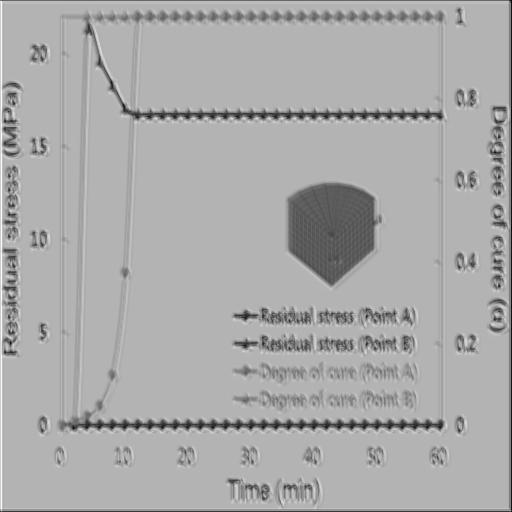 Residual stress (MPa)
20
15
10
5
0
1
0.8
0.6
0.4
0.2
0
Degree of cure (α)
Residual stress (Point A)
Residual stress (Point B)
Degree of cure (Point A)
Degree of cure (Point B)
0 10 20 30 40 50 60
Time (min)